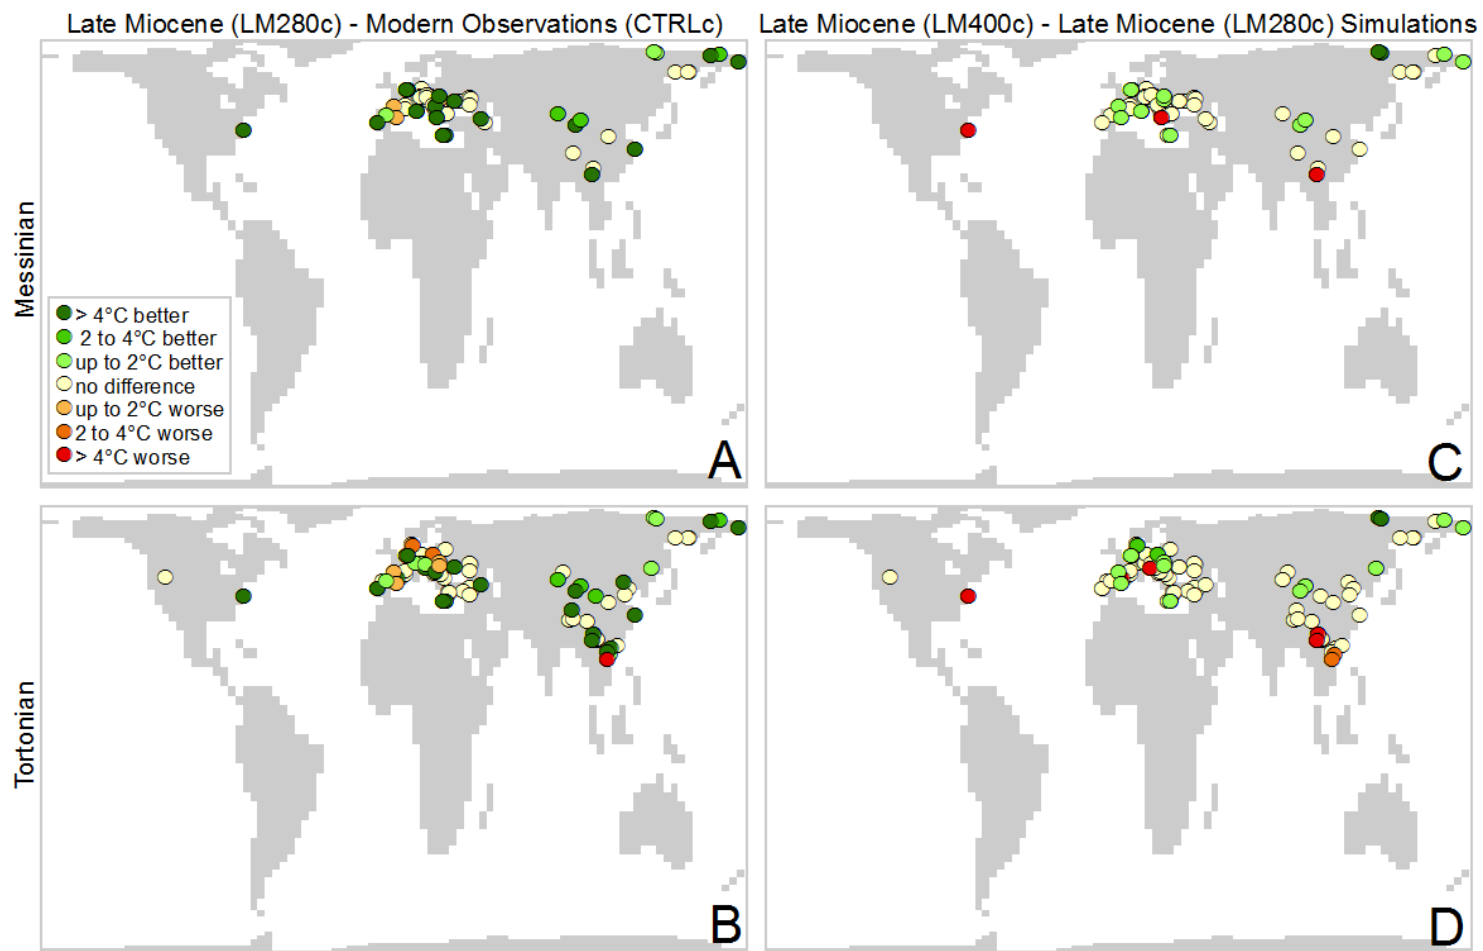 Late Miocene (LM280c) - Modern Observations (CTRLc)
Late Miocene (LM400c) - Late Miocene (LM280c) Simulations
Messinian
> 4°C better
2 to 4°C better
up to 2°C better
no difference
up to 2°C worse
2 to 4°C worse
> 4°C worse
A
C
Tortonian
B
D